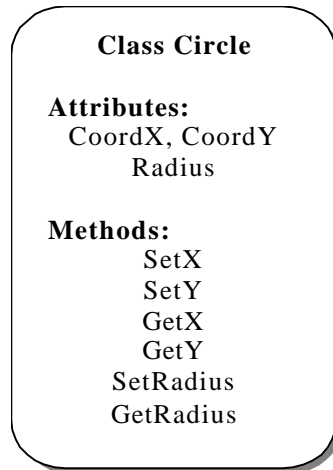 Class Circle
Attributes:
CoordX, CoordY
Radius
Methods:
SetX
SetY
GetX
GetY
SetRadius
GetRadius